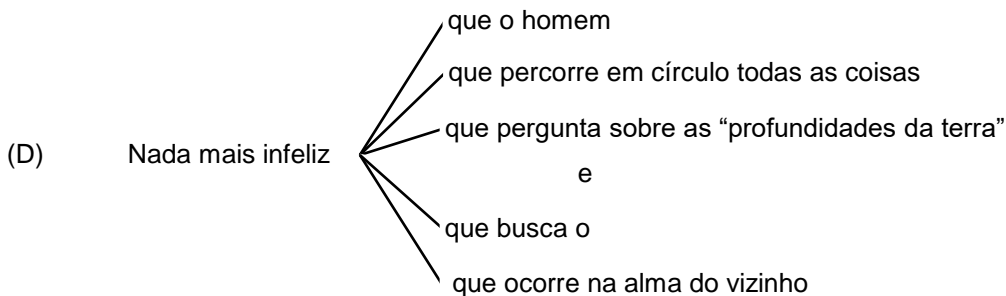 que o homem
que percorre em círculo todas as coisas
que pergunta sobre as “profundidades da terra”
(D) Nada mais infeliz
e
que busca o
que ocorre na alma do vizinho